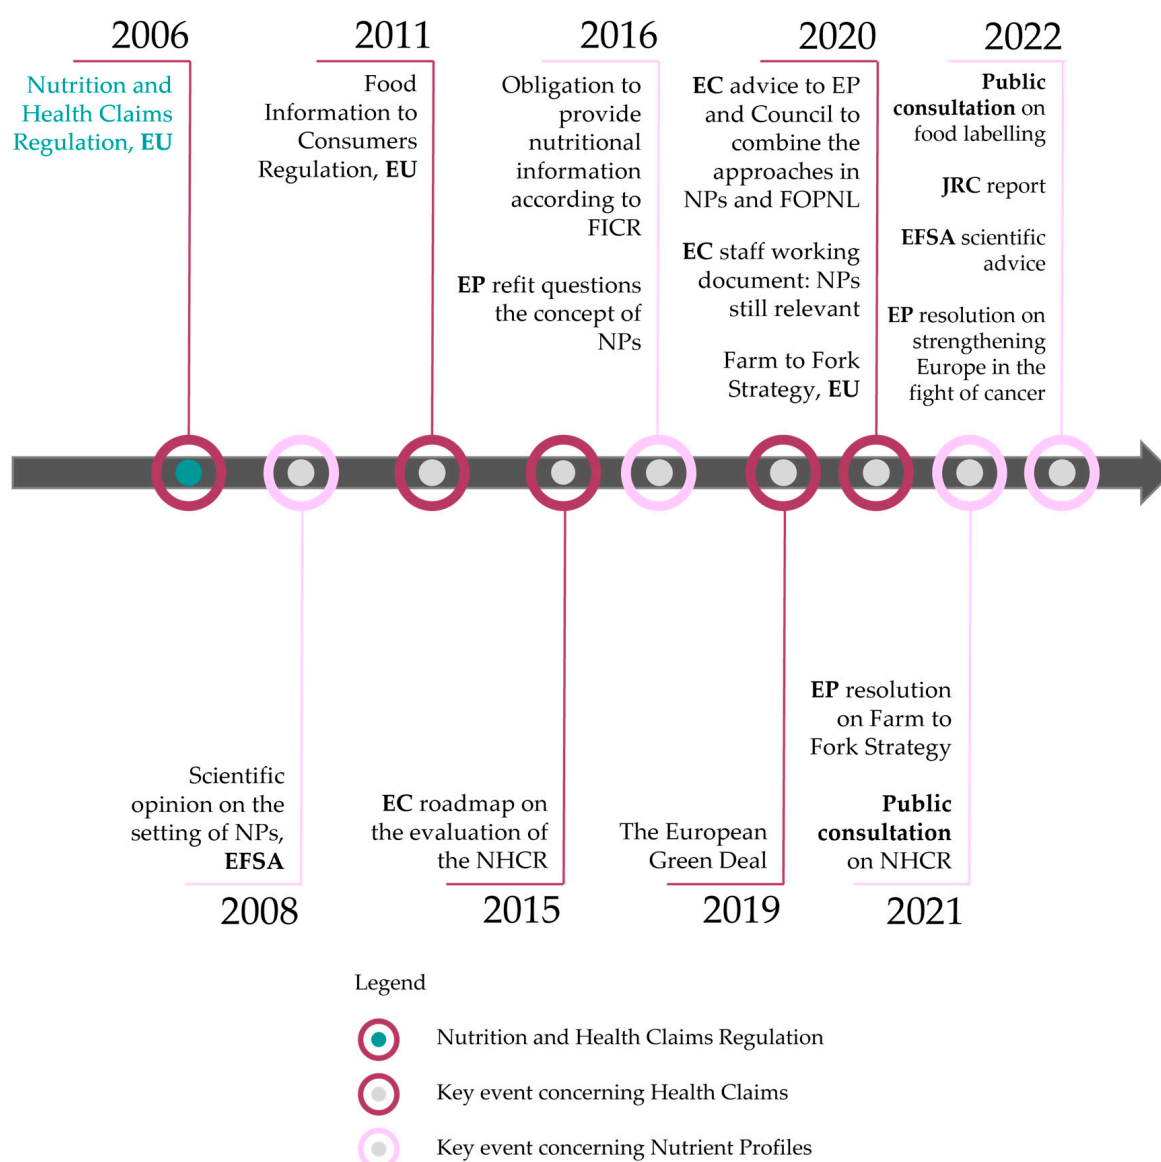 2006
Nutrition and
Health Claims
Regulation, EU
2011
Food
Information to
Consumers
Regulation, EU
2016
Obligation to
provide
nutritional
information
according to
FICR
EP refit questions
the concept of
NPs
2020
EC advice to EP
and Council to
combine the
approaches in
NPs and FOPNL
EC staff working
document: NPs
still relevant
Farm to Fork
Strategy, EU
2022
Public
consultation on
food labelling
JRC report
EFSA scientific
advice
EP resolution on
strengthening
Europe in the
fight of cancer
Scientific
opinion on the
setting of NPs,
EFSA
2008
EC roadmap on
the evaluation of
the NHCR
2015
The European
Green Deal
2019
EP resolution
on Farm to
Fork Strategy
Public
consultation
on NHCR
2021
Legend
Nutrition and Health Claims Regulation
Key event concerning Health Claims
Key event concerning Nutrient Profiles